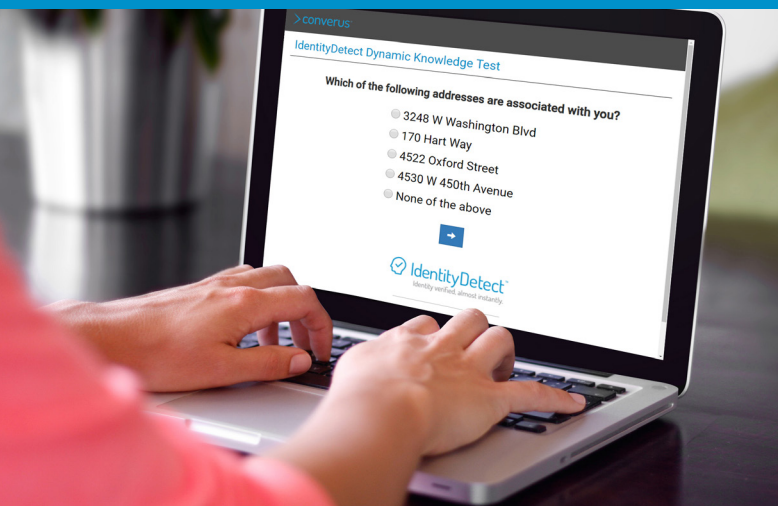 converus
IdentityDetect Dynamic Knowledge Test
Which of the following addresses are associated with you?
3248 W Washington Blvd
170 Hart Way
4522 Oxford Street
4530 W 450th Avenue
None of the above
IdentityDetect
Identity verified, almost instantly.